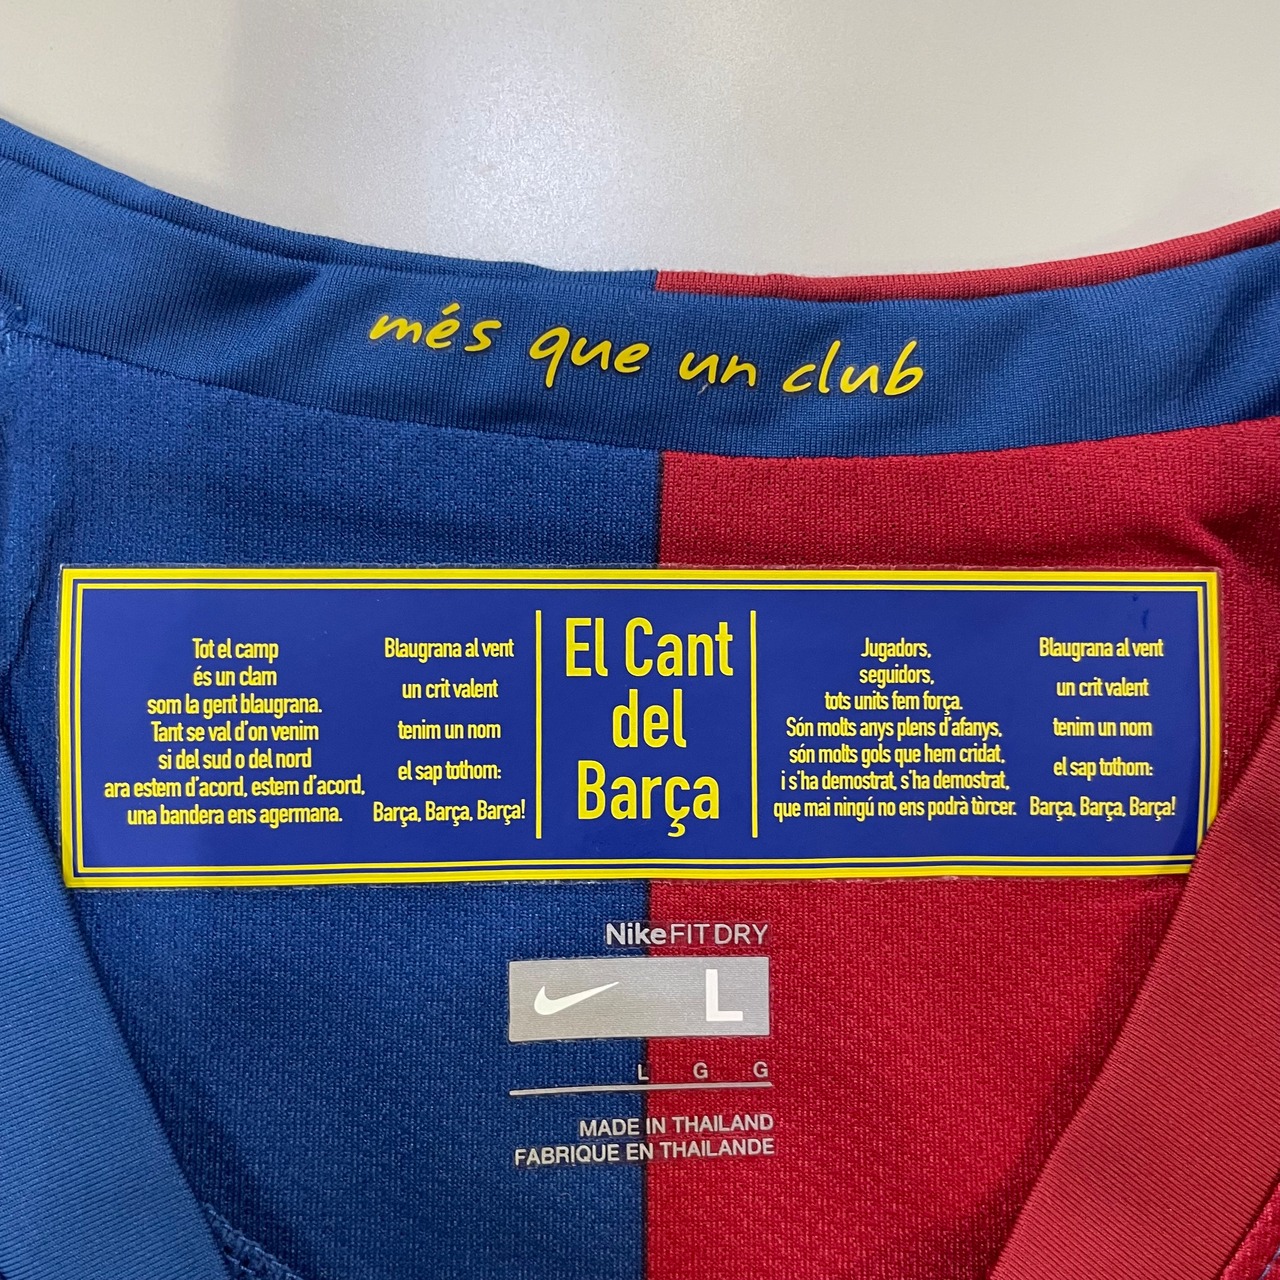 més que un club
Tot el camp
és un clam
som la gent blaugrana.
Tant se val d'on venim
si del sud o del nord
ara estem d'acord, estem d'acord,
una bandera ens agermana.
Blaugrana al vent
un crit valent
tenim un nom
el sap tothom:
Barça, Barça, Barça!
El Cant
del
Barça
Jugadors,
seguidors,
tots units fem força.
Són molts anys plens d'afanys,
són molts gols que hem cridat,
i s'ha demostrat, s'ha demostrat,
que mai ningú no ens podrà tòrcer.
Blaugrana al vent
un crit valent
tenim un nom
el sap tothom:
Barça, Barça, Barça!
NikeFIT DRY
L
L G G
MADE IN THAILAND
FABRIQUE EN THAILANDE